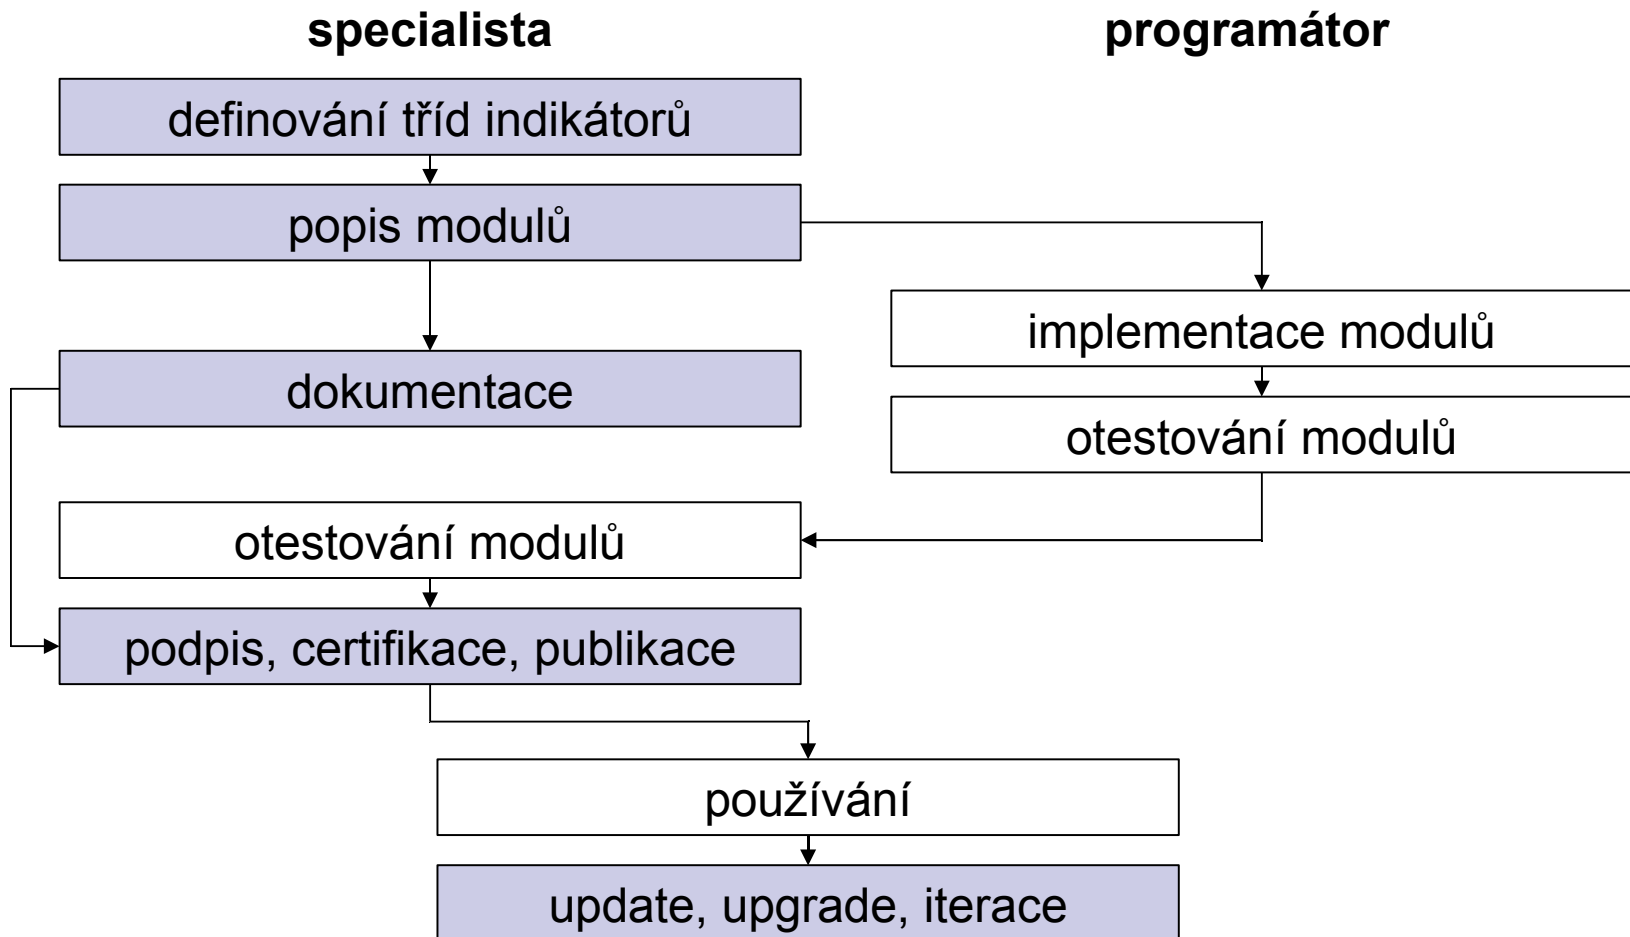 specialista
programátor
definování tříd indikátorů
popis modulů
implementace modulů
dokumentace
otestování modulů
otestování modulů
podpis, certifikace, publikace
používání
update, upgrade, iterace